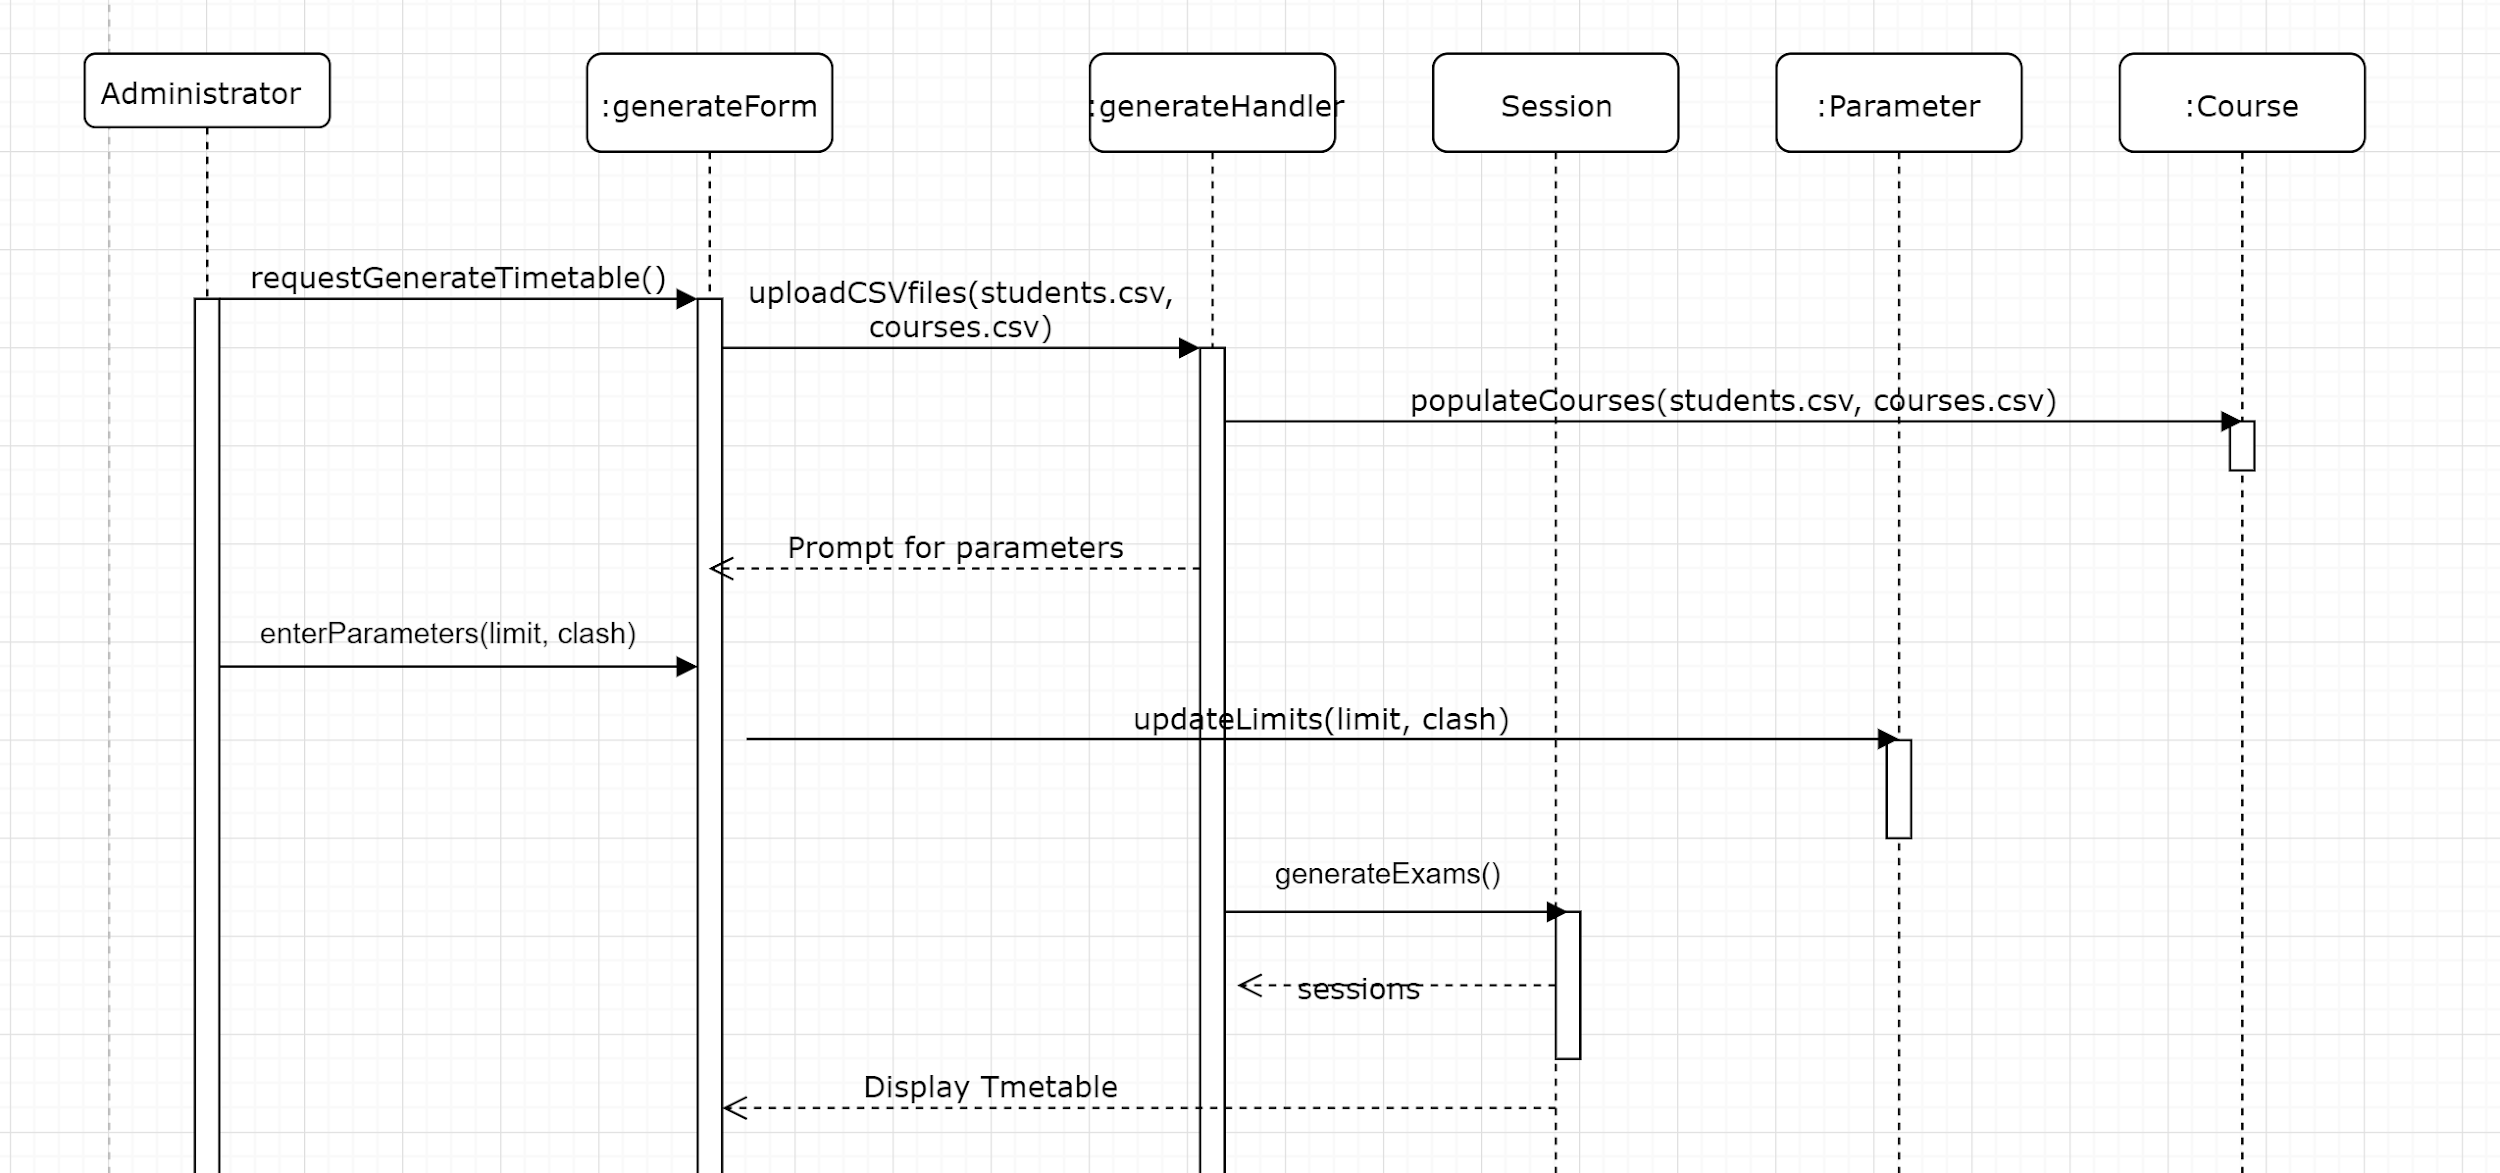 Administrator
:generateForm
:generateHandler
Session
:Parameter
:Course
requestGenerateTimetable()
uploadCSVfiles(students.csv,
courses.csv)
populateCourses(students.csv, courses.csv)
Prompt for parameters
enterParameters(limit, clash)
updateLimits(limit, clash)
generateExams()
sessions
Display Tmetable